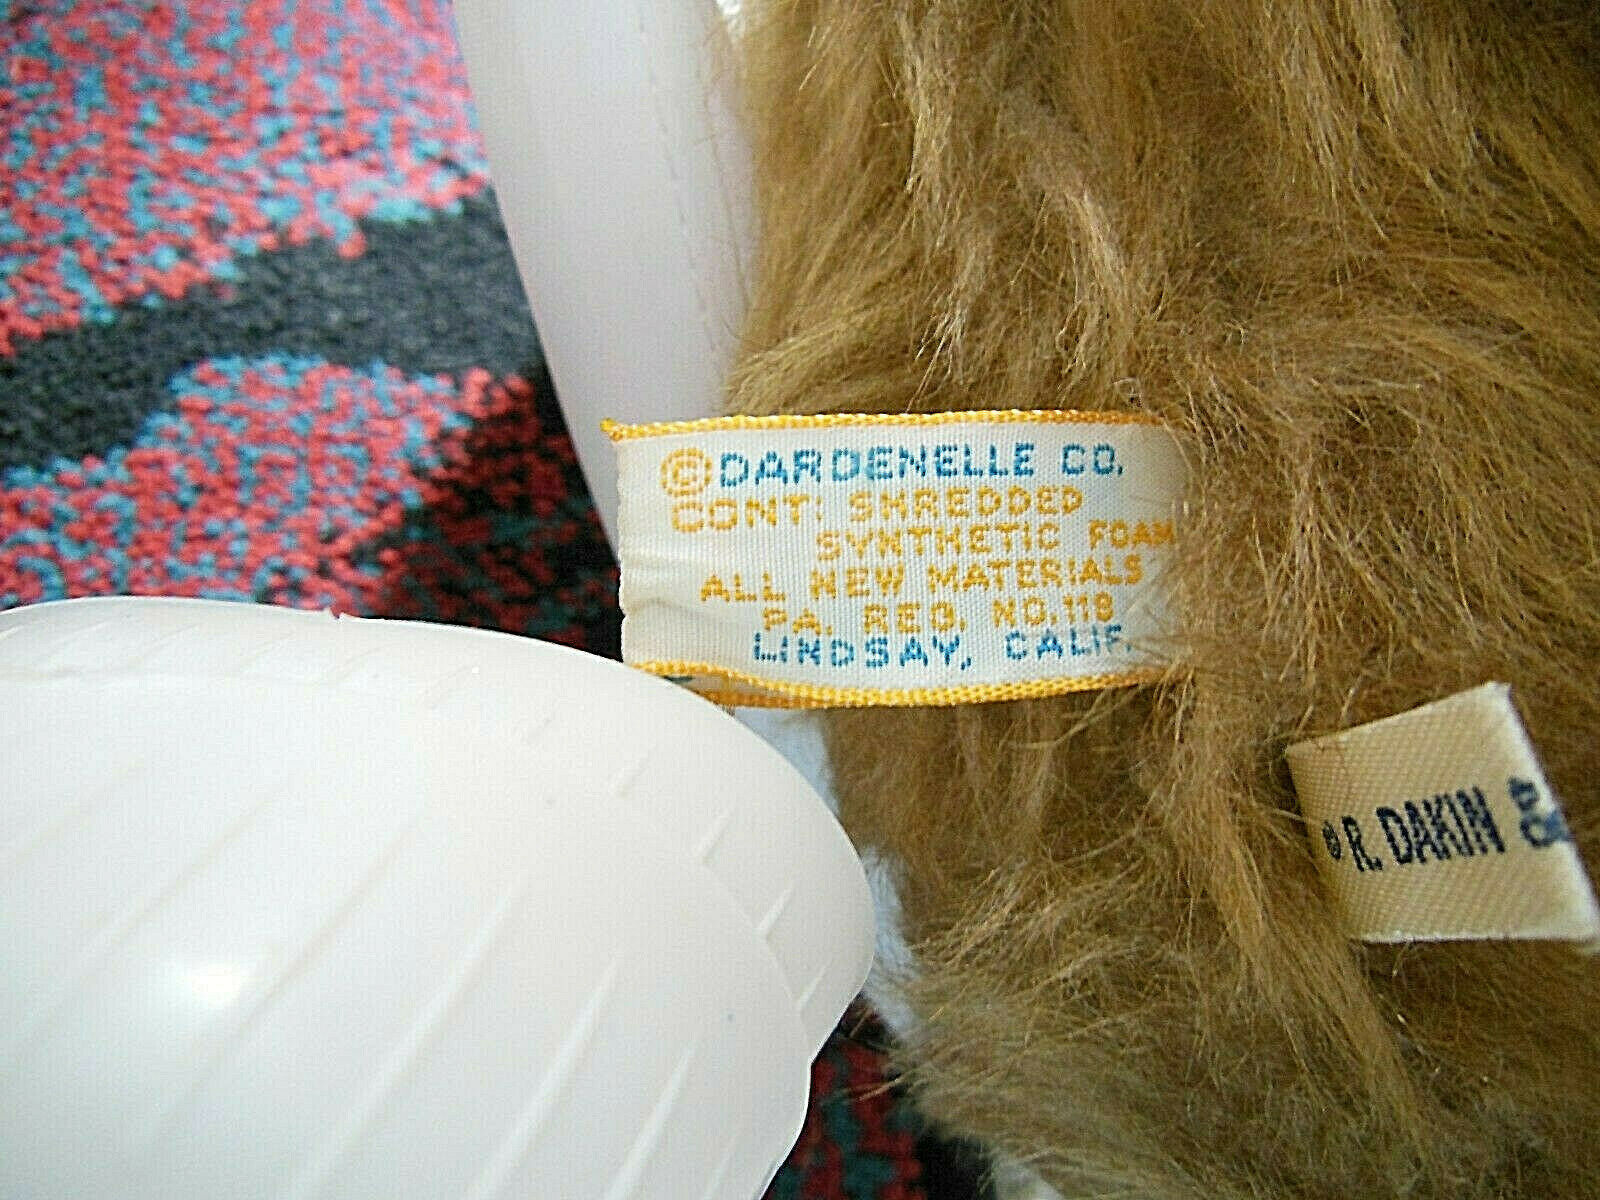 © DARDENELLE CO.
CONT: SHREDDED
SYNTHETIC FOAM
ALL NEW MATERIALS
PA. REG. NO. 118
LINDSAY, CALIF.
© R. DAKIN